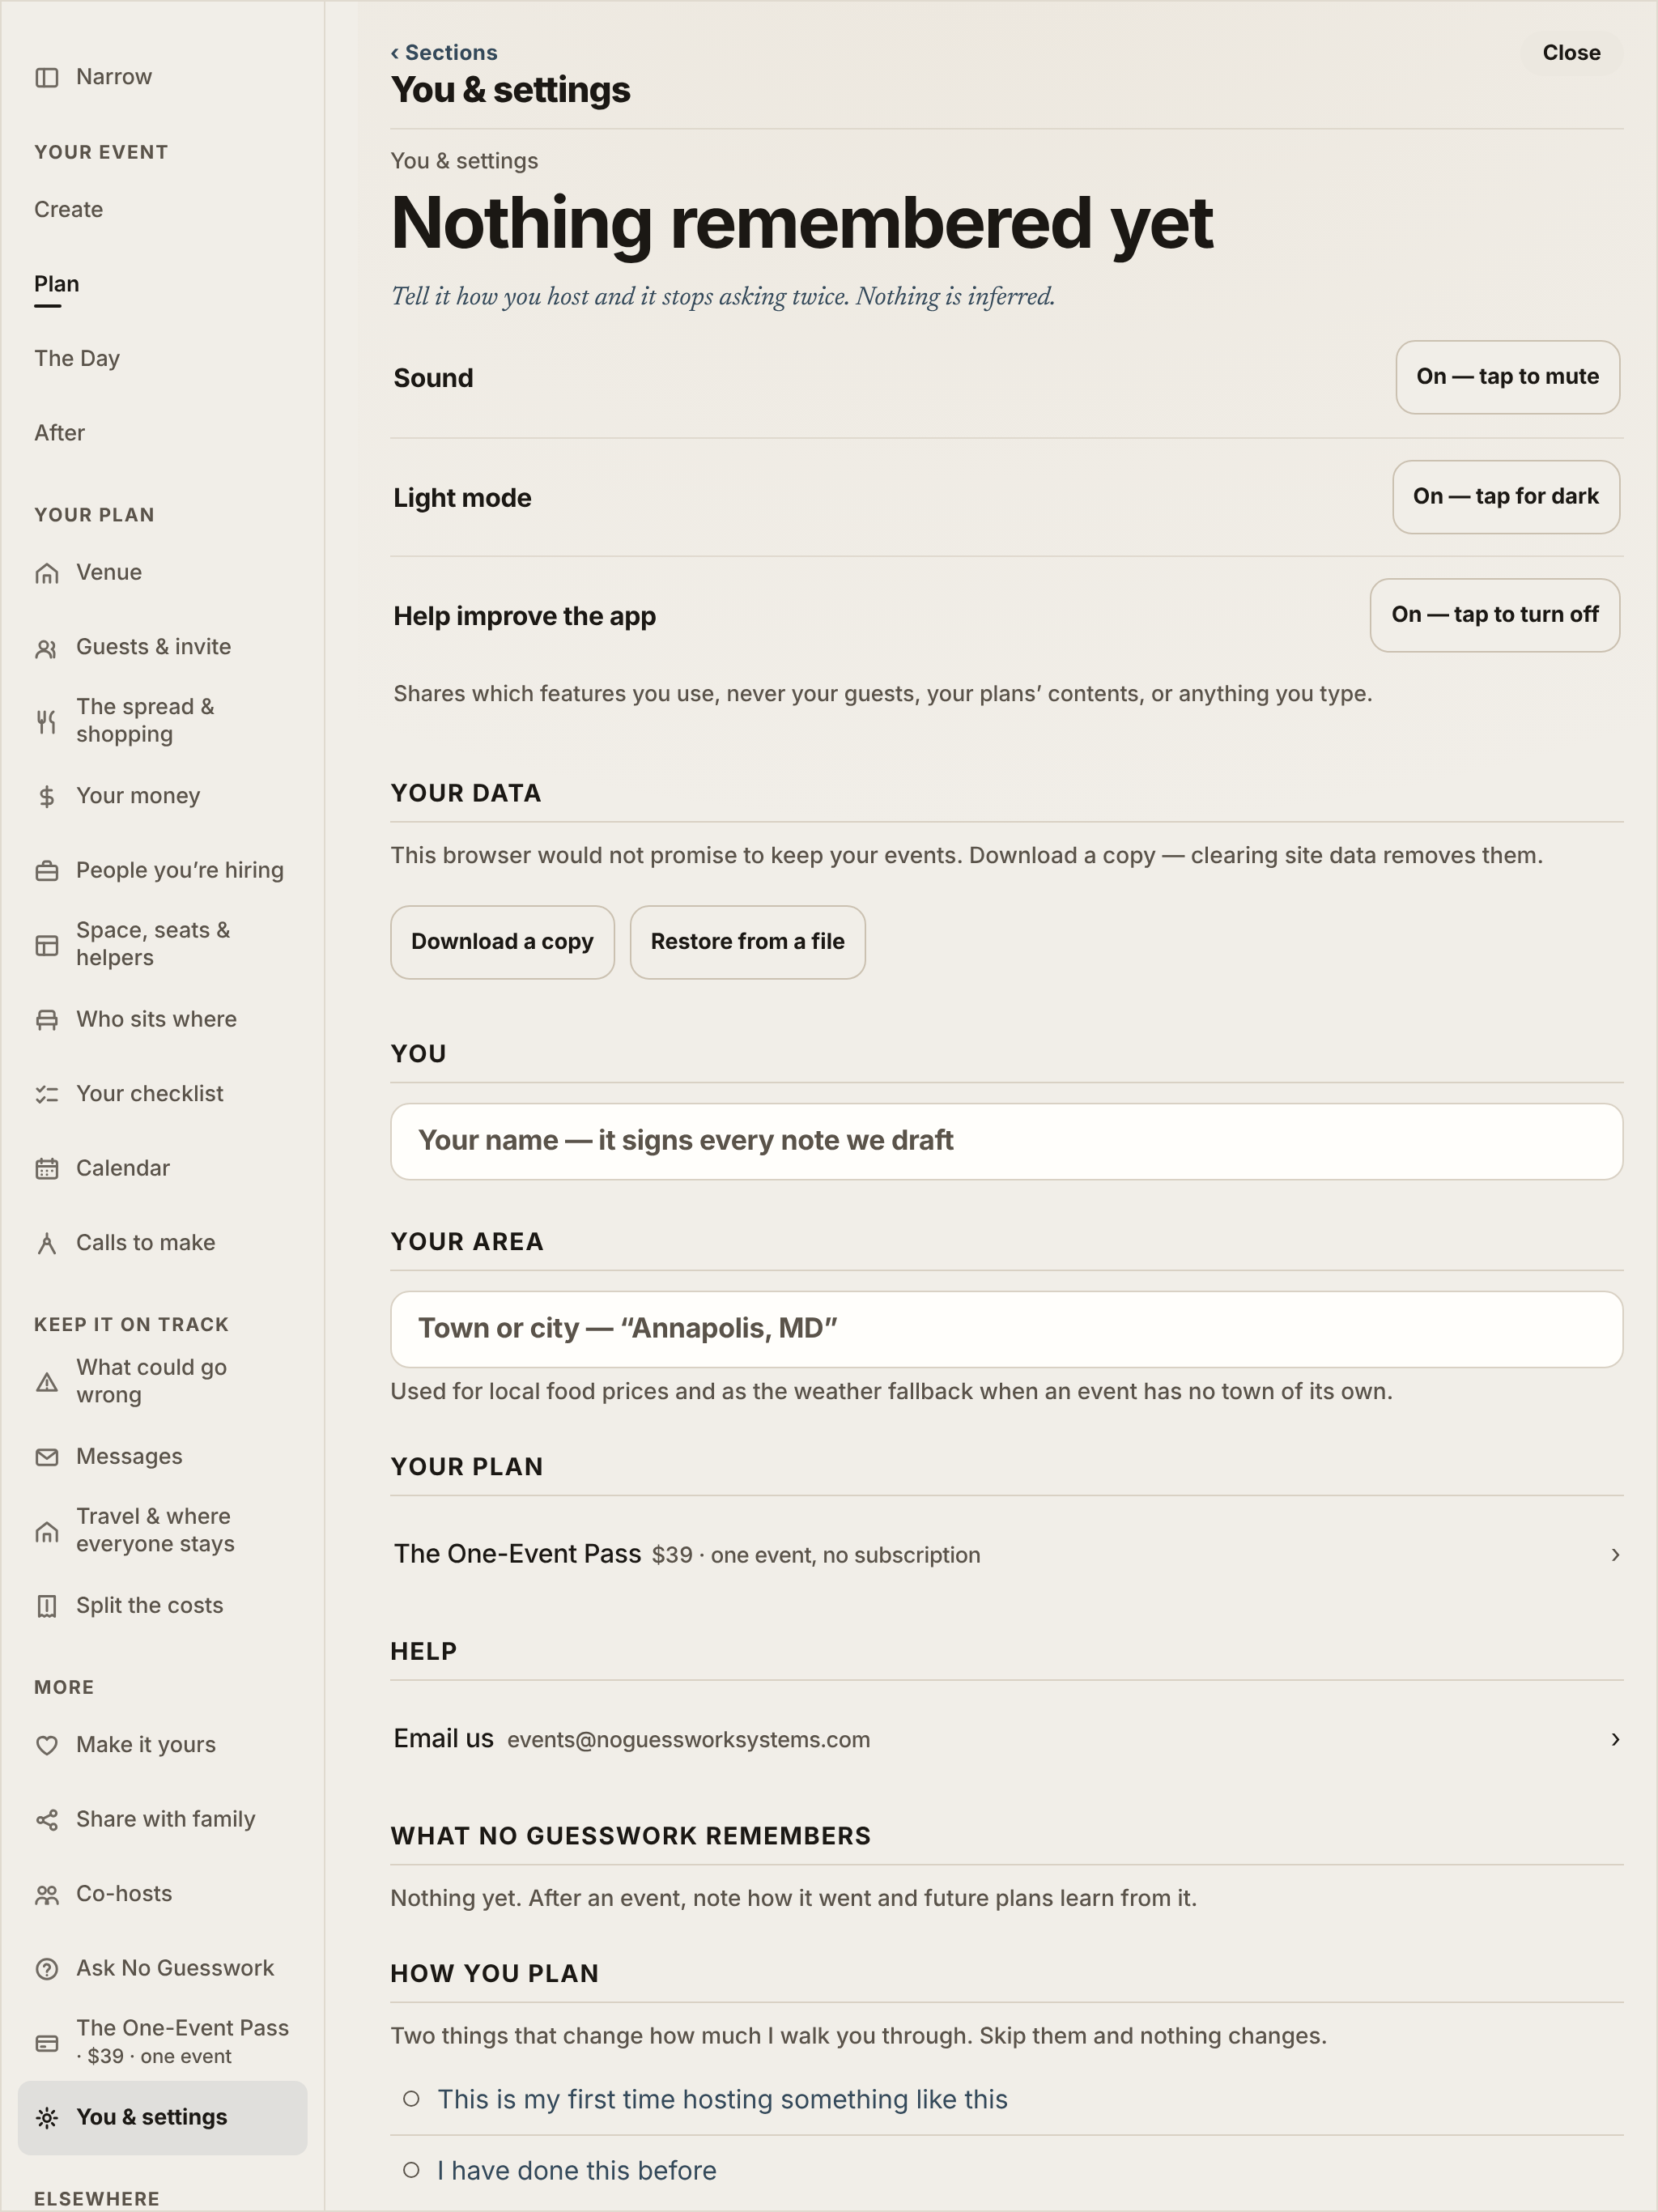 Narrow
YOUR EVENT
Create
Plan
The Day
After
YOUR PLAN
Venue
Guests & invite
The spread &
shopping
Your money
People you’re hiring
Space, seats &
helpers
Who sits where
Your checklist
Calendar
Calls to make
KEEP IT ON TRACK
What could go
wrong
Messages
Travel & where
everyone stays
Split the costs
MORE
Make it yours
Share with family
Co-hosts
Ask No Guesswork
The One-Event Pass
· $39 · one event
You & settings
ELSEWHERE
‹ Sections
Close
You & settings
You & settings
Nothing remembered yet
Tell it how you host and it stops asking twice. Nothing is inferred.
Sound
On — tap to mute
Light mode
On — tap for dark
Help improve the app
On — tap to turn off
Shares which features you use, never your guests, your plans’ contents, or anything you type.
YOUR DATA
This browser would not promise to keep your events. Download a copy — clearing site data removes them.
Download a copy
Restore from a file
YOU
Your name — it signs every note we draft
YOUR AREA
Town or city — “Annapolis, MD”
Used for local food prices and as the weather fallback when an event has no town of its own.
YOUR PLAN
The One-Event Pass $39 · one event, no subscription ›
HELP
Email us events@noguessworksystems.com ›
WHAT NO GUESSWORK REMEMBERS
Nothing yet. After an event, note how it went and future plans learn from it.
HOW YOU PLAN
Two things that change how much I walk you through. Skip them and nothing changes.
This is my first time hosting something like this
I have done this before